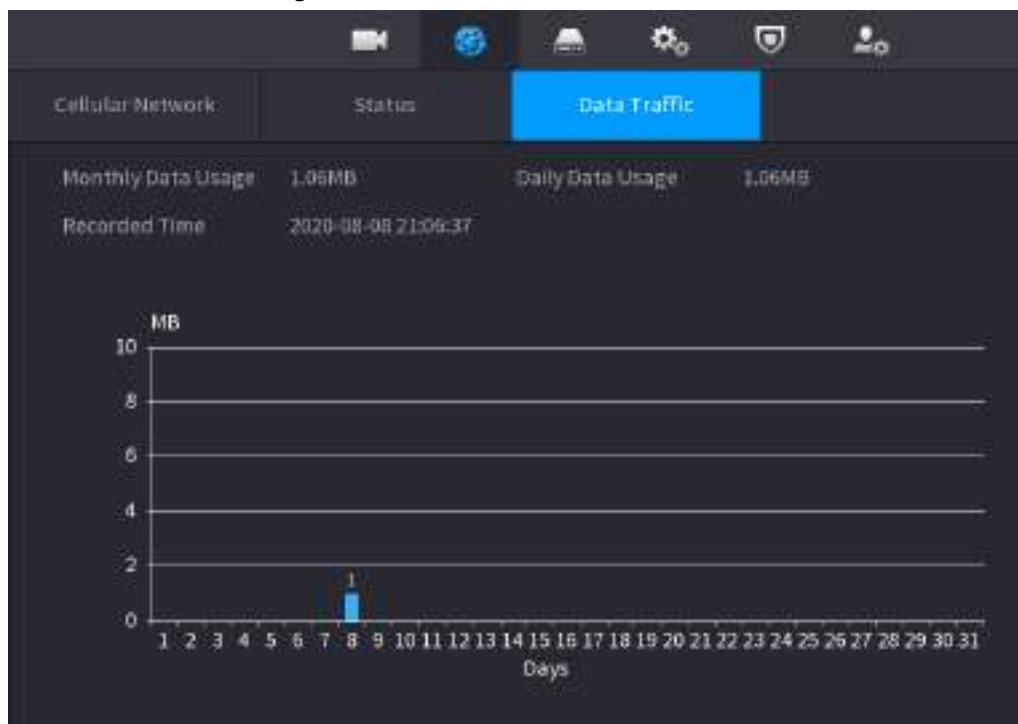 Cellular Network Status Data Traffic
Monthly Data Usage 1.06MB Daily Data Usage 1.06MB
Recorded Time 2020-08-08 21:06:37
MB
10
8
6
4
2
1
0
1 2 3 4 5 6 7 8 9 10 11 12 13 14 15 16 17 18 19 20 21 22 23 24 25 26 27 28 29 30 31
Days